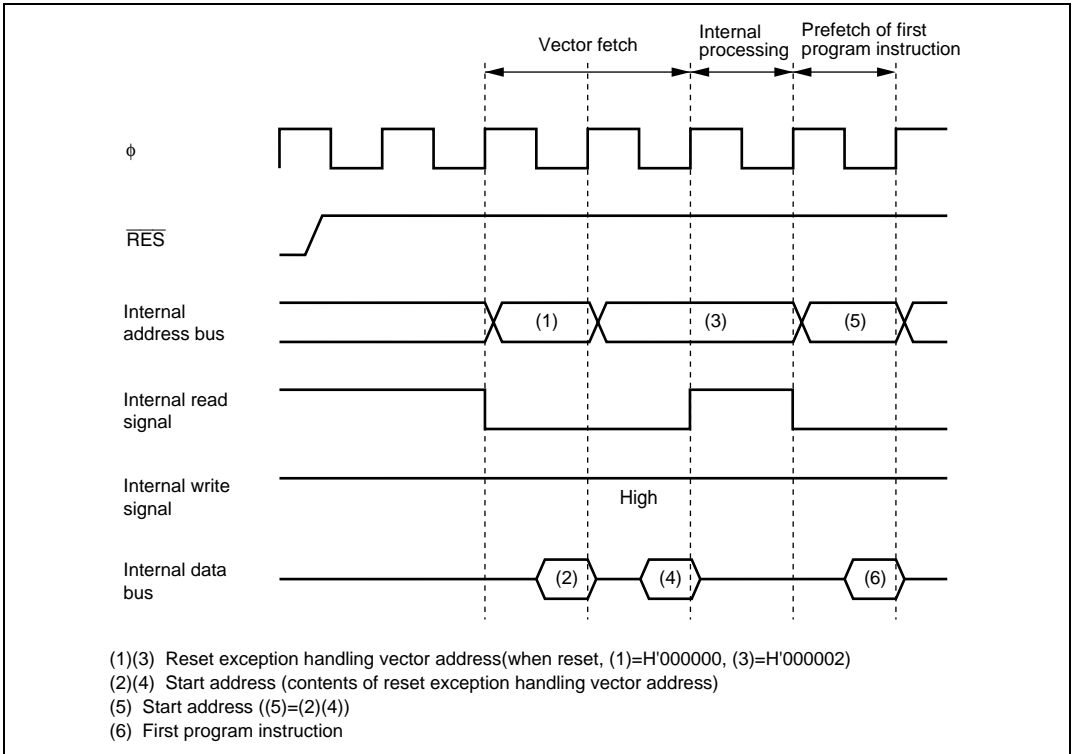 Vector fetch
Internal
processing
Prefetch of first
program instruction
ϕ
RES
Internal
address bus
(1)
(3)
(5)
Internal read
signal
Internal write
signal
High
Internal data
bus
(2)
(4)
(6)
(1)(3) Reset exception handling vector address(when reset, (1)=H'000000, (3)=H'000002)
(2)(4) Start address (contents of reset exception handling vector address)
(5) Start address ((5)=(2)(4))
(6) First program instruction